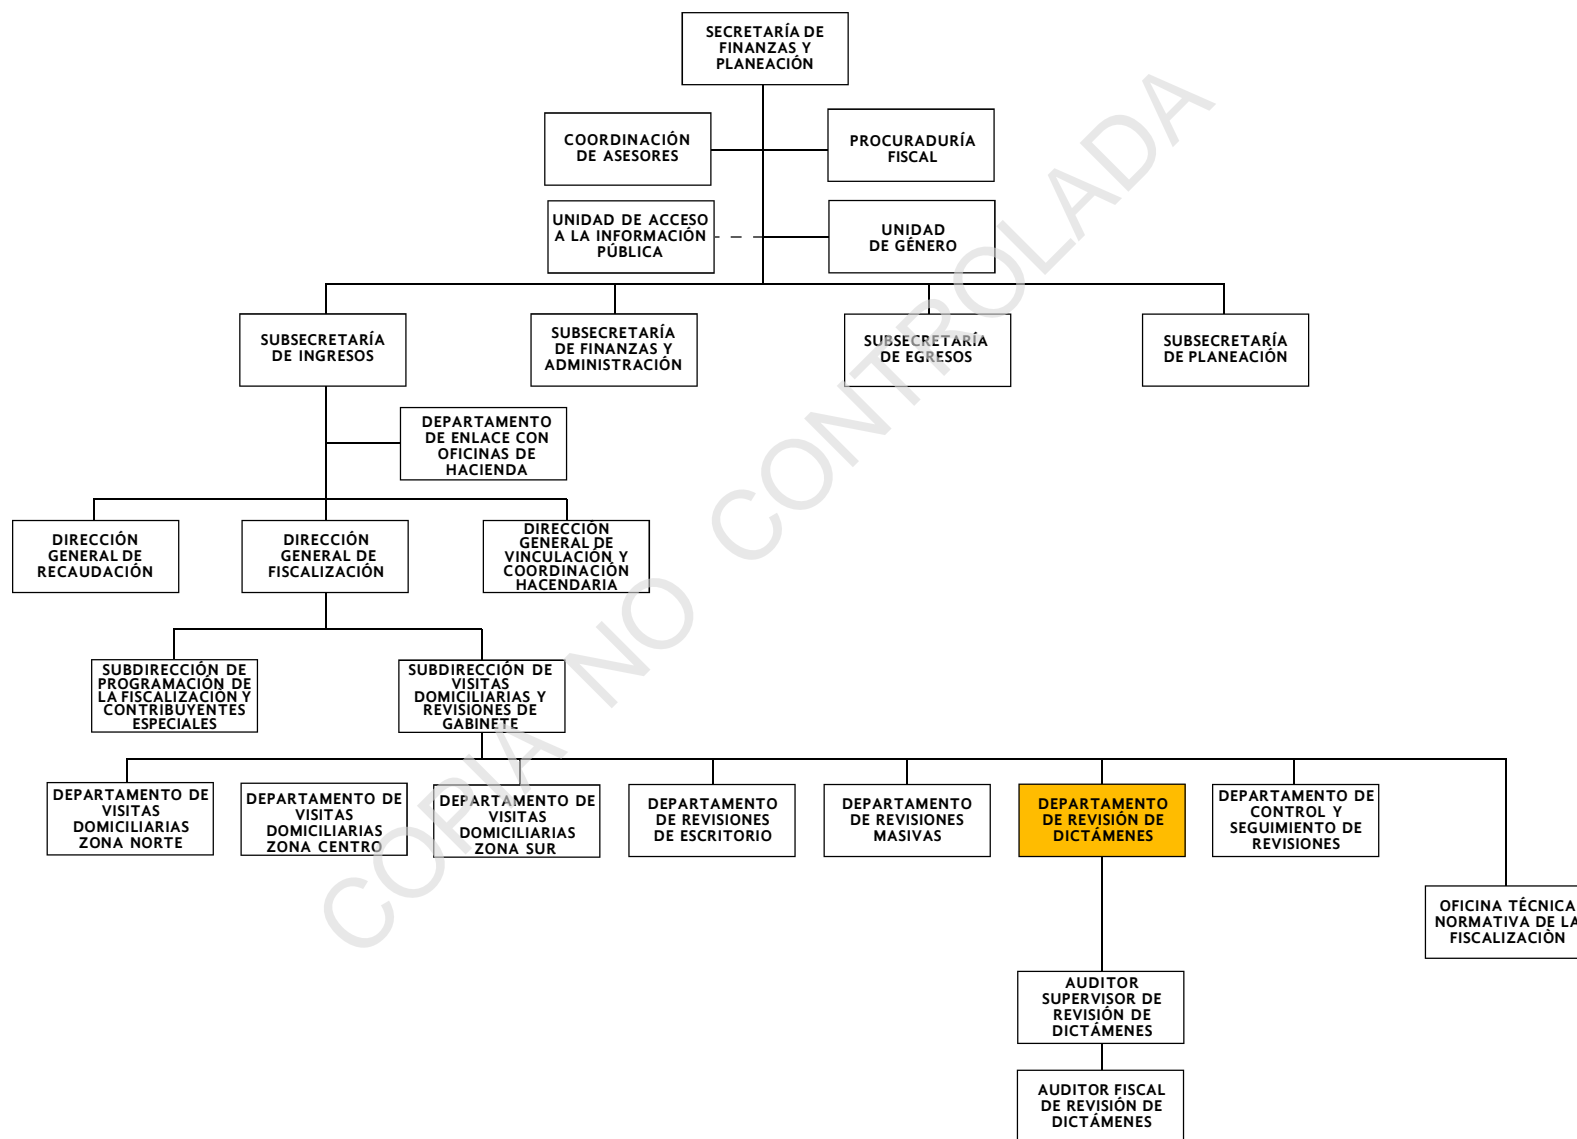 SECRETARÍA DE
FINANZAS Y
PLANEACIÓN
COORDINACIÓN
DE ASESORES
PROCURADURÍA
FISCAL
UNIDAD DE ACCESO
A LA INFORMACIÓN
PÚBLICA
UNIDAD
DE GÉNERO
SUBSECRETARÍA
DE INGRESOS
SUBSECRETARÍA
DE FINANZAS Y
ADMINISTRACIÓN
SUBSECRETARÍA
DE EGRESOS
SUBSECRETARÍA
DE PLANEACIÓN
DEPARTAMENTO
DE ENLACE CON
OFICINAS DE
HACIENDA
DIRECCIÓN
GENERAL DE
RECAUDACIÓN
DIRECCIÓN
GENERAL DE
FISCALIZACIÓN
DIRECCIÓN
GENERAL DE
VINCULACIÓN Y
COORDINACIÓN
HACENDARIA
SUBDIRECCIÓN DE
PROGRAMACIÓN DE
LA FISCALIZACIÓN Y
CONTRIBUYENTES
ESPECIALES
SUBDIRECCIÓN DE
VISITAS
DOMICILIARIAS Y
REVISIONES DE
GABINETE
DEPARTAMENTO DE
VISITAS
DOMICILIARIAS
ZONA NORTE
DEPARTAMENTO DE
VISITAS
DOMICILIARIAS
ZONA CENTRO
DEPARTAMENTO DE
VISITAS
DOMICILIARIAS
ZONA SUR
DEPARTAMENTO
DE REVISIONES
DE ESCRITORIO
DEPARTAMENTO
DE REVISIONES
MASIVAS
DEPARTAMENTO
DE REVISIÓN DE
DICTÁMENES
DEPARTAMENTO DE
CONTROL Y
SEGUIMIENTO DE
REVISIONES
OFICINA TÉCNICA
NORMATIVA DE LA
FISCALIZACIÒN
AUDITOR
SUPERVISOR DE
REVISIÓN DE
DICTÁMENES
AUDITOR FISCAL
DE REVISIÓN DE
DICTÁMENES
COPIA NO CONTROLADA